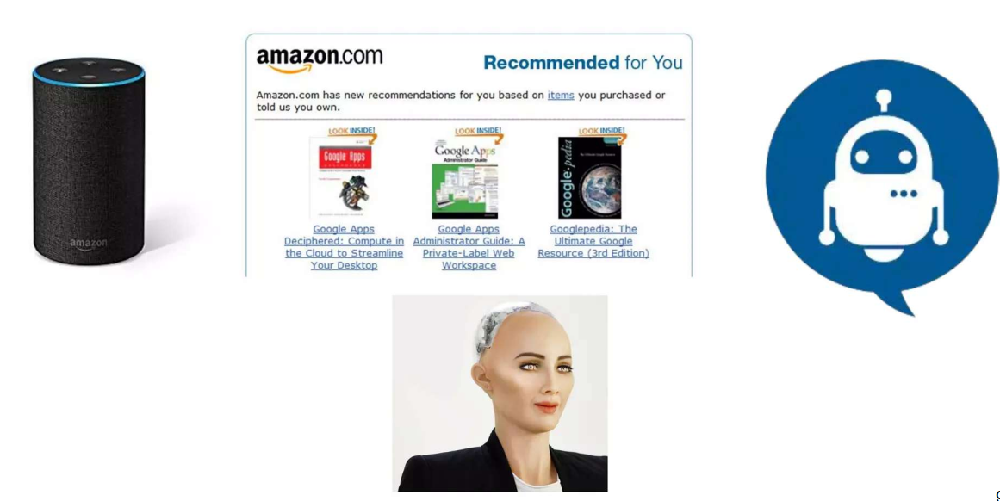 amazon
amazon.com
Recommended for You
Amazon.com has new recommendations for you based on items you purchased or
told us you own.
LOOK INSIDE!
LOOK INSIDE!
LOOK INSIDE!
Google Apps
Google Apps
Administrator Guide
Google·pedia
Google Apps
Deciphered: Compute in
the Cloud to Streamline
Your Desktop
Google Apps
Administrator Guide: A
Private-Label Web
Workspace
Googlepedia: The
Ultimate Google
Resource (3rd Edition)